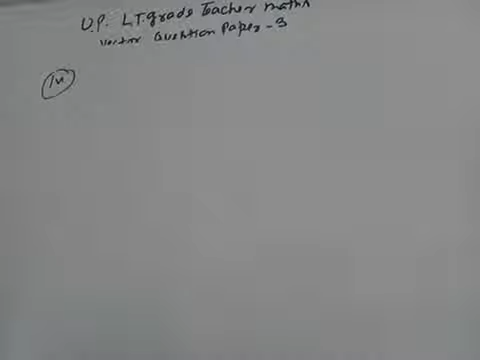 U.P. L.T. grade Teacher maths
Vector Question Paper - 3